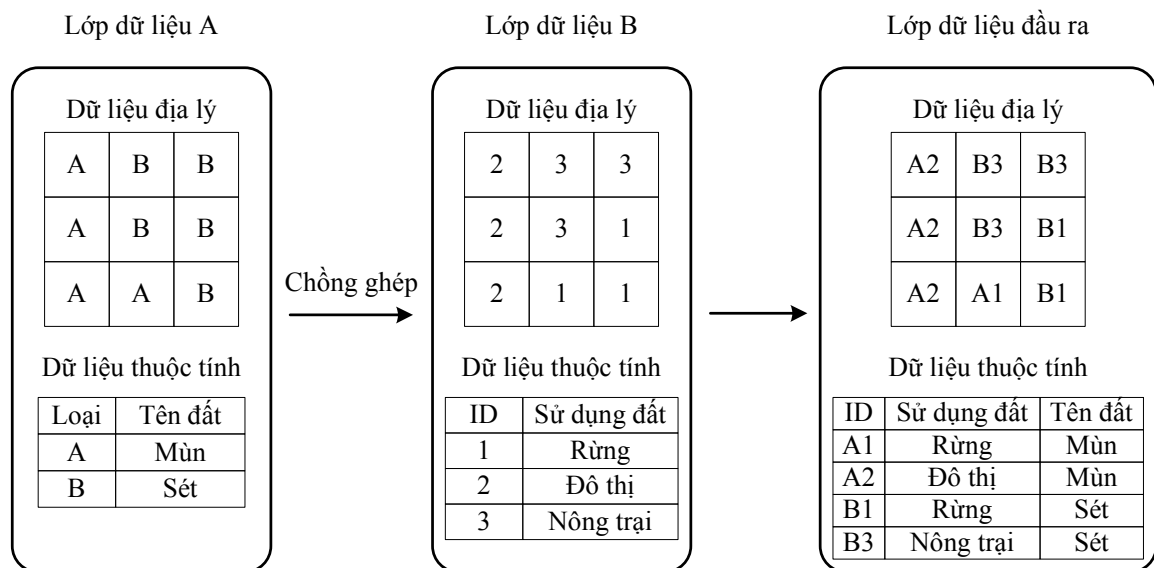 Lớp dữ liệu A
Lớp dữ liệu B
Lớp dữ liệu đầu ra
Dữ liệu địa lý
A B B
A B B
A A B
Dữ liệu thuộc tính
Loại Tên đất
A Mùn
B Sét
Chồng ghép
Dữ liệu địa lý
2 3 3
2 3 1
2 1 1
Dữ liệu thuộc tính
ID Sử dụng đất
1 Rừng
2 Đô thị
3 Nông trại
Dữ liệu địa lý
A2 B3 B3
A2 B3 B1
A2 A1 B1
Dữ liệu thuộc tính
ID Sử dụng đất Tên đất
A1 Rừng Mùn
A2 Đô thị Mùn
B1 Rừng Sét
B3 Nông trại Sét